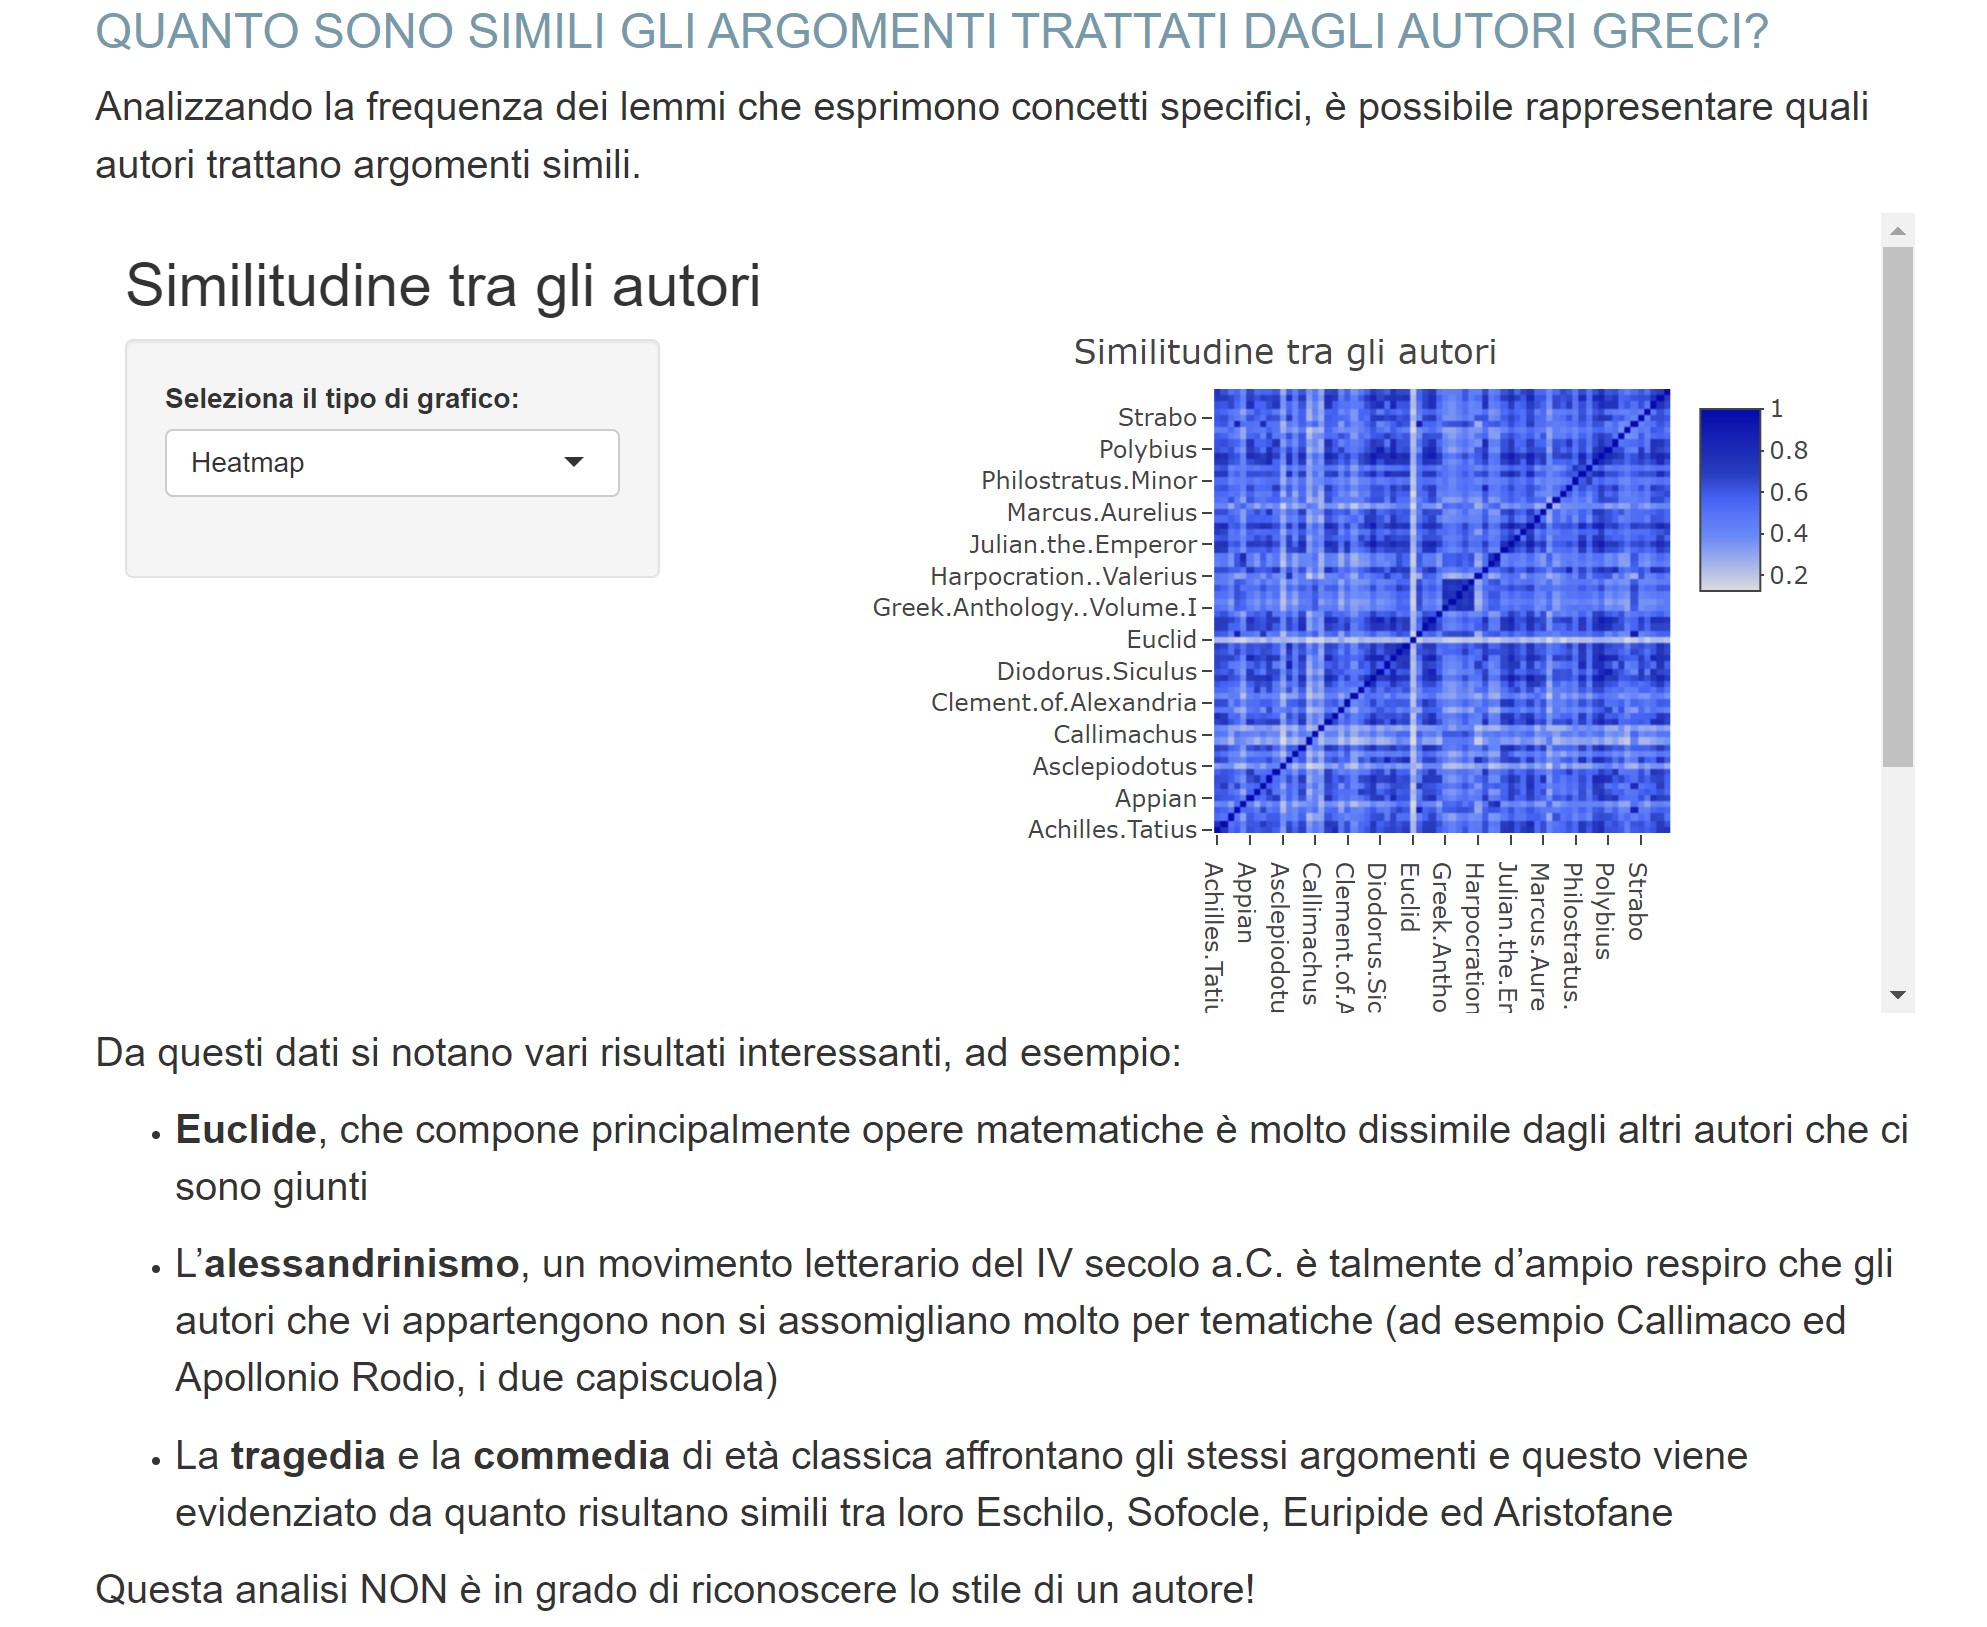 QUANTO SONO SIMILI GLI ARGOMENTI TRATTATI DAGLI AUTORI GRECI?
Analizzando la frequenza dei lemmi che esprimono concetti specifici, è possibile rappresentare quali
autori trattano argomenti simili.
Similitudine tra gli autori
Seleziona il tipo di grafico:
Heatmap
Similitudine tra gli autori
Strabo
Polybius
Philostratus.Minor
Marcus.Aurelius
Julian.the.Emperor
Harpocration..Valerius
Greek.Anthology..Volume.I
Euclid
Diodorus.Siculus
Clement.of.Alexandria
Callimachus
Asclepiodotus
Appian
Achilles.Tatius
1
0.8
0.6
0.4
0.2
Achilles.Tatiu
Appian
Asclepiodotu
Callimachus
Clement.of.A
Diodorus.Sic
Euclid
Greek.Antho
Harpocration
Julian.the.Er
Marcus.Aure
Philostratus.
Polybius
Strabo
Da questi dati si notano vari risultati interessanti, ad esempio:
• Euclide, che compone principalmente opere matematiche è molto dissimile dagli altri autori che ci
sono giunti
• L’alessandrinismo, un movimento letterario del IV secolo a.C. è talmente d’ampio respiro che gli
autori che vi appartengono non si assomigliano molto per tematiche (ad esempio Callimaco ed
Apollonio Rodio, i due capiscuola)
• La tragedia e la commedia di età classica affrontano gli stessi argomenti e questo viene
evidenziato da quanto risultano simili tra loro Eschilo, Sofocle, Euripide ed Aristofane
Questa analisi NON è in grado di riconoscere lo stile di un autore!